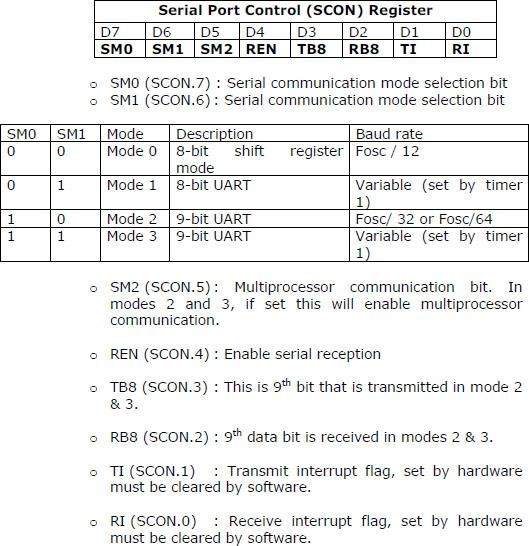 Serial Port Control (SCON) Register
D7 D6 D5 D4 D3 D2 D1 D0
SM0 SM1 SM2 REN TB8 RB8 TI RI
o SM0 (SCON.7) : Serial communication mode selection bit
o SM1 (SCON.6) : Serial communication mode selection bit
SM0 SM1 Mode Description Baud rate
0 0 Mode 0 8-bit shift register Fosc / 12
mode
0 1 Mode 1 8-bit UART Variable (set by timer
1)
1 0 Mode 2 9-bit UART Fosc/ 32 or Fosc/64
1 1 Mode 3 9-bit UART Variable (set by timer
1)
o SM2 (SCON.5) : Multiprocessor communication bit. In
modes 2 and 3, if set this will enable multiprocessor
communication.
o REN (SCON.4) : Enable serial reception
o TB8 (SCON.3) : This is 9th bit that is transmitted in mode 2
& 3.
o RB8 (SCON.2) : 9th data bit is received in modes 2 & 3.
o TI (SCON.1) : Transmit interrupt flag, set by hardware
must be cleared by software.
o RI (SCON.0) : Receive interrupt flag, set by hardware
must be cleared by software.